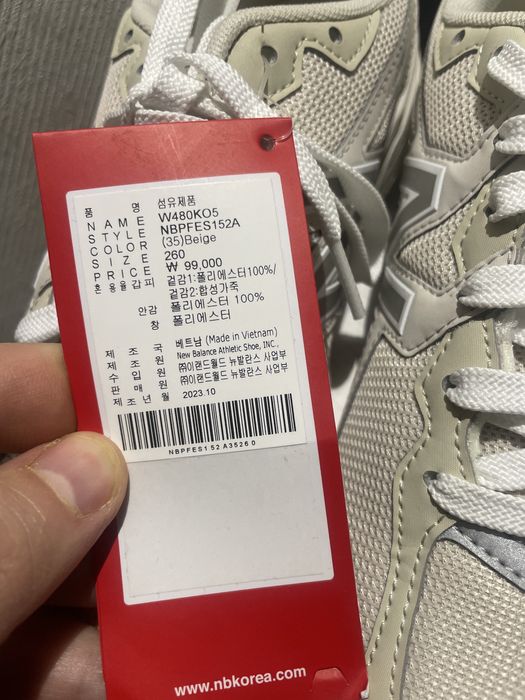 품 명 섬유제품
NAME W480KO5
STYLE NBPFES152A
COLOR (35)Beige
SIZE 260
PRICE ₩ 99,000
혼용율갑피 겉감1:폴리에스터100%/
겉감2:합성가죽
안감 폴리에스터 100%
창 폴리에스터
제조국 베트남 (Made in Vietnam)
제조원 New Balance Athletic Shoe, INC.,
수입원 ㈜이랜드월드 뉴발란스 사업부
판매원 ㈜이랜드월드 뉴발란스 사업부
제조년월 2023.10
NBPFES152A35260
www.nbkorea.com